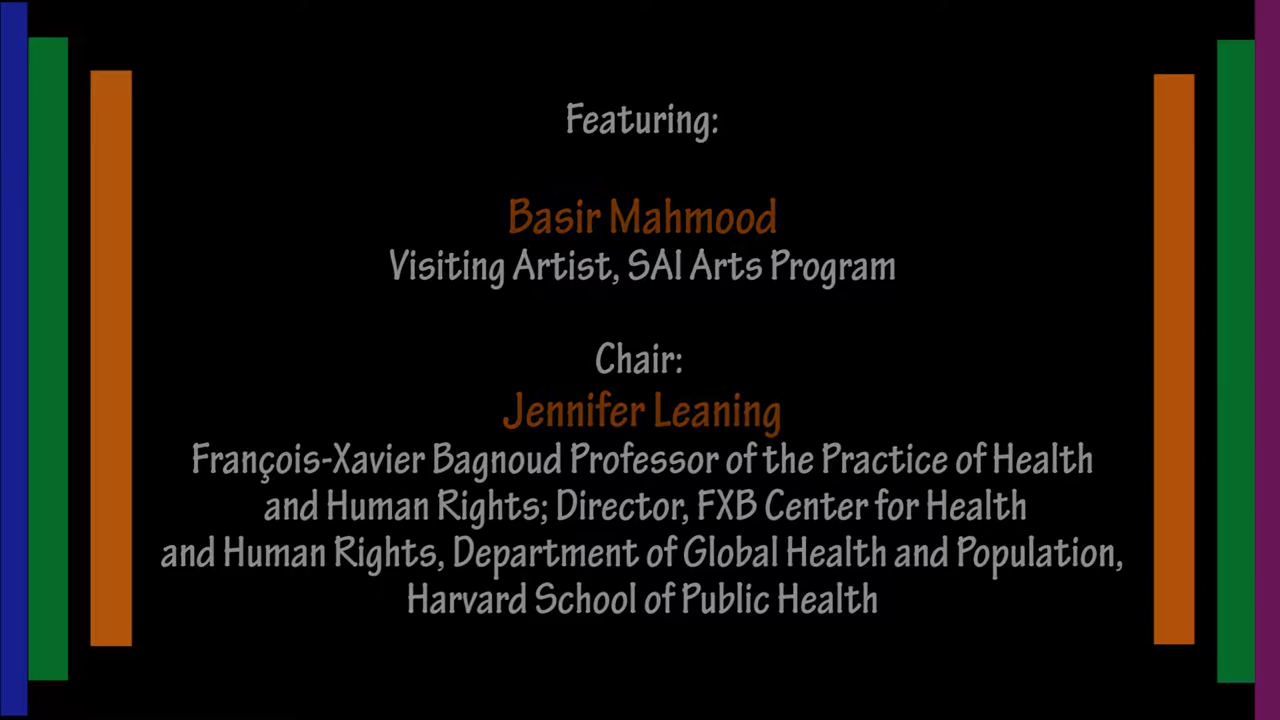 Featuring:
Basir Mahmood
Visiting Artist, SAI Arts Program
Chair:
Jennifer Leaning
François-Xavier Bagnoud Professor of the Practice of Health
and Human Rights; Director, FXB Center for Health
and Human Rights, Department of Global Health and Population,
Harvard School of Public Health